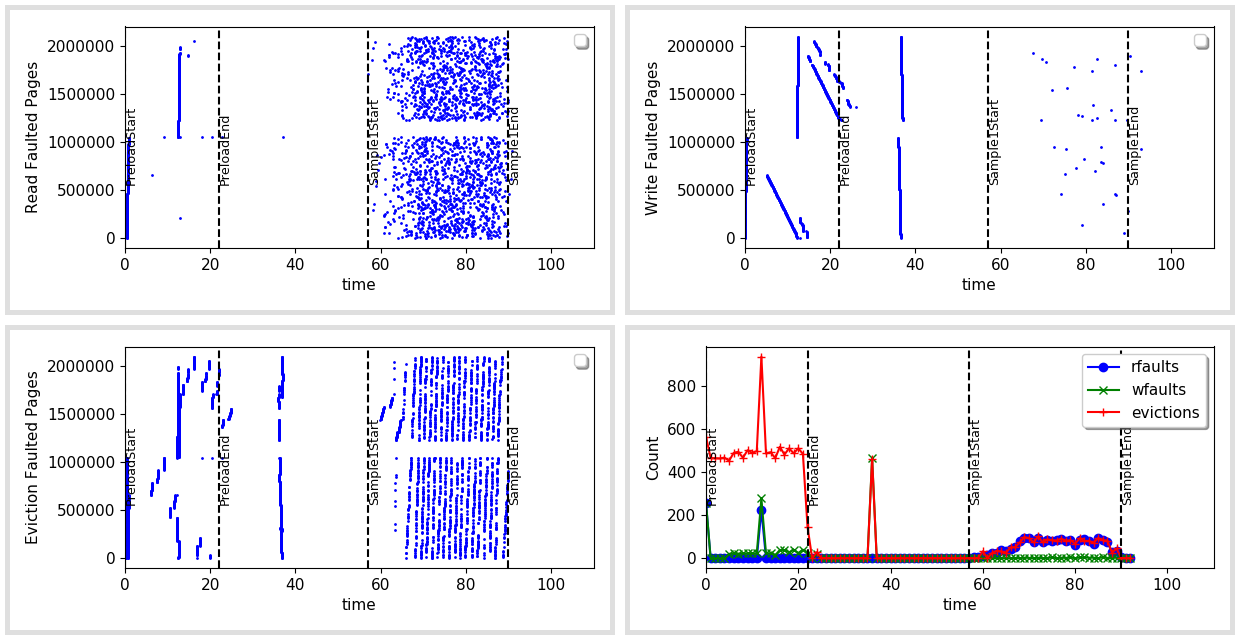 Read Faulted Pages
2000000
1500000
1000000
500000
0
PreloadStart
PreloadEnd
Sample1Start
Sample1End
0 20 40 60 80 100
time
Write Faulted Pages
2000000
1500000
1000000
500000
0
PreloadStart
PreloadEnd
Sample1Start
Sample1End
0 20 40 60 80 100
time
Eviction Faulted Pages
2000000
1500000
1000000
500000
0
PreloadStart
PreloadEnd
Sample1Start
Sample1End
0 20 40 60 80 100
time
Count
800
600
400
200
0
rfaults
wfaults
evictions
PreloadStart
PreloadEnd
Sample1Start
Sample1End
0 20 40 60 80 100
time